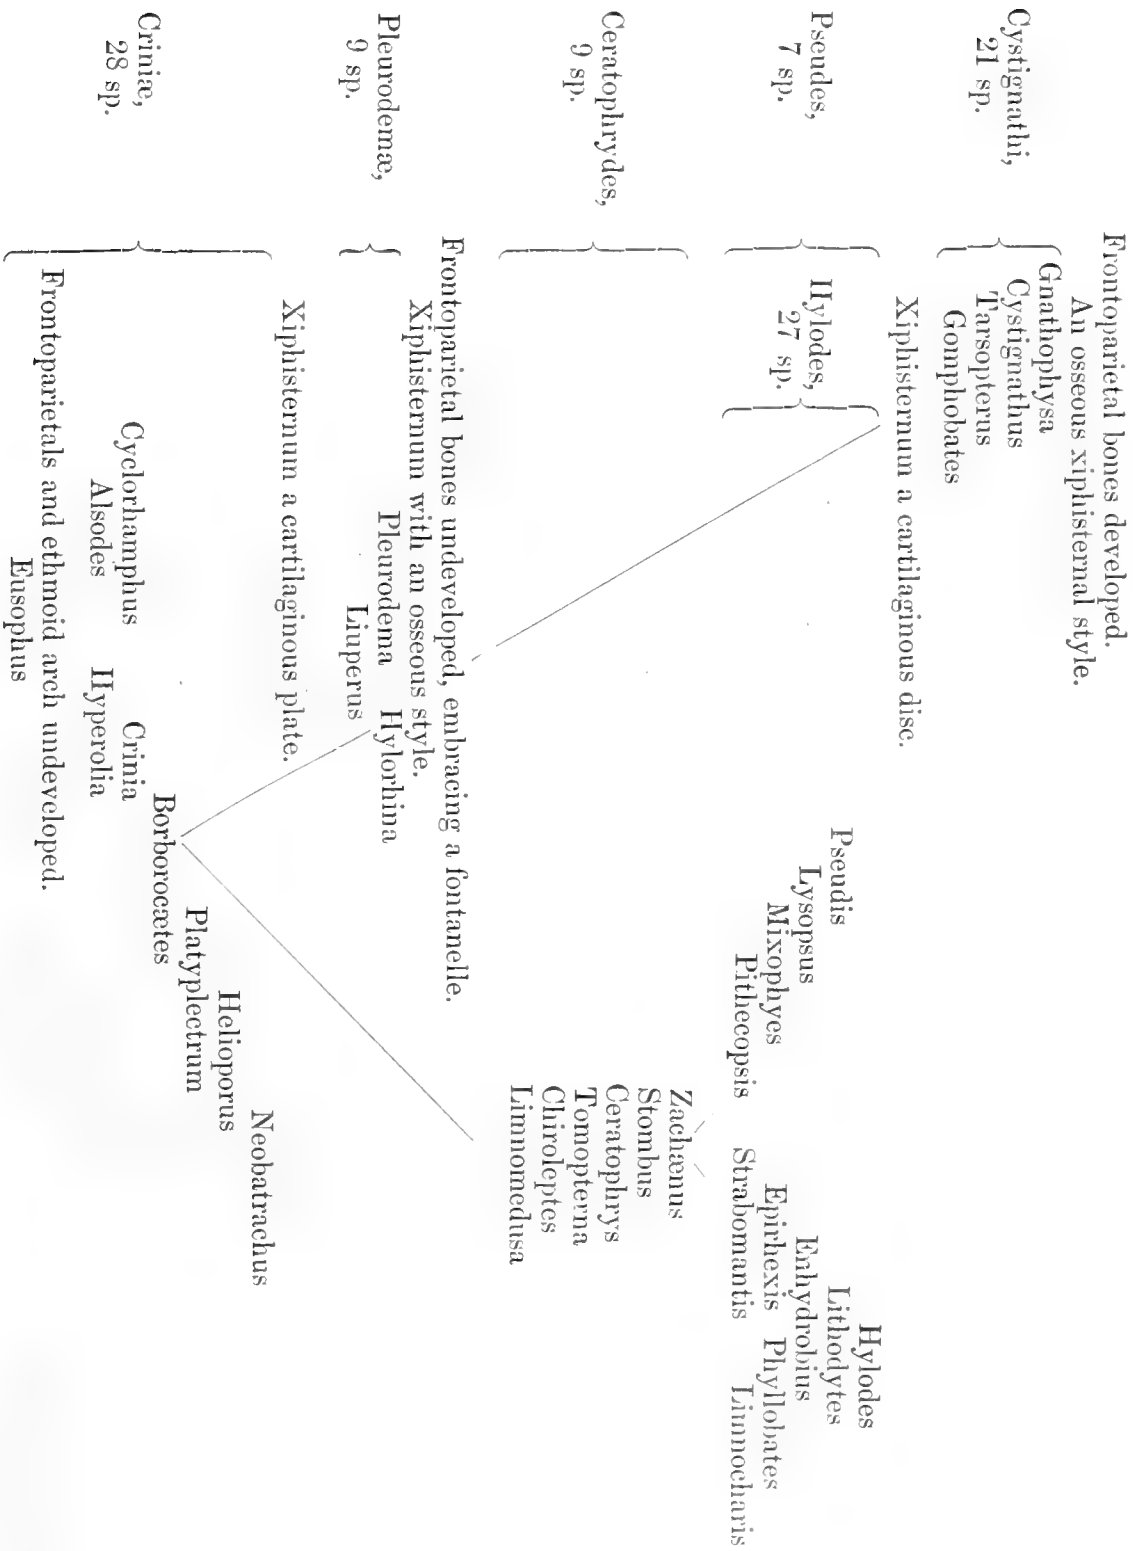 Frontoparietal bones developed.
An osseous xiphisternal style.
Cystignathi,
21 sp.
Gnathophysa
Cystignathus
Tarsopterus
Gomphobates
Xiphisternum a cartilaginous disc.
Pseudes,
7 sp.
Hylodes,
27 sp.
Pseudis
Lysopsus
Mixophyes
Pithecopsis
Hylodes
Lithodytes
Enhydrobius
Epirhexis Phyllobates
Strabomantis Limnocharis
Ceratophrydes,
9 sp.
Zachænus
Stombus
Ceratophrys
Tomopterna
Chiroleptes
Limnomedusa
Frontoparietal bones undeveloped, embracing a fontanelle.
Xiphisternum with an osseous style.
Pleurodemæ,
9 sp.
Pleurodema Hylorhina
Liuperus
Xiphisternum a cartilaginous plate.
Criniæ,
28 sp.
Neobatrachus
Helioporus
Platyplectrum
Borborocætes
Cyclorhamphus Crinia
Alsodes Hyperolia
Frontoparietals and ethmoid arch undeveloped.
Eusophus